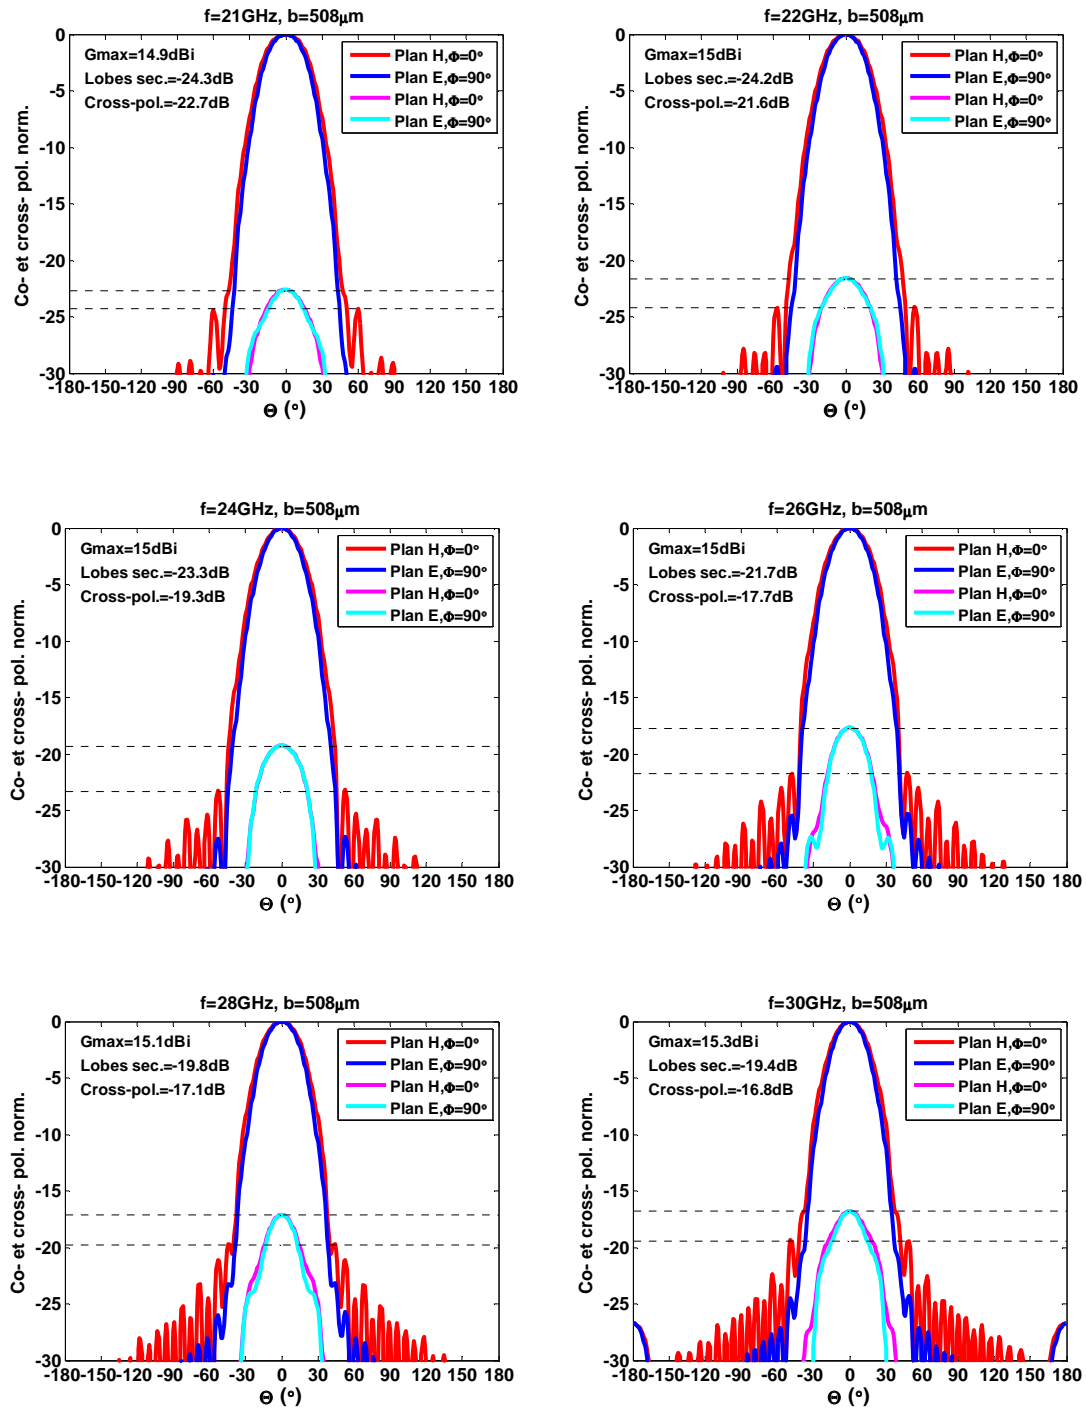 f=21GHz, b=508μm
Gmax=14.9dBi
Lobes sec.=-24.3dB
Cross-pol.=-22.7dB
Plan H,Φ=0°
Plan E,Φ=90°
Plan H,Φ=0°
Plan E,Φ=90°
Co- et cross- pol. norm.
0
-5
-10
-15
-20
-25
-30
-180 -150 -120 -90 -60 -30 0 30 60 90 120 150 180
Θ (°)
f=22GHz, b=508μm
Gmax=15dBi
Lobes sec.=-24.2dB
Cross-pol.=-21.6dB
Plan H,Φ=0°
Plan E,Φ=90°
Plan H,Φ=0°
Plan E,Φ=90°
Co- et cross- pol. norm.
0
-5
-10
-15
-20
-25
-30
-180 -150 -120 -90 -60 -30 0 30 60 90 120 150 180
Θ (°)
f=24GHz, b=508μm
Gmax=15dBi
Lobes sec.=-23.3dB
Cross-pol.=-19.3dB
Plan H,Φ=0°
Plan E,Φ=90°
Plan H,Φ=0°
Plan E,Φ=90°
Co- et cross- pol. norm.
0
-5
-10
-15
-20
-25
-30
-180 -150 -120 -90 -60 -30 0 30 60 90 120 150 180
Θ (°)
f=26GHz, b=508μm
Gmax=15dBi
Lobes sec.=-21.7dB
Cross-pol.=-17.7dB
Plan H,Φ=0°
Plan E,Φ=90°
Plan H,Φ=0°
Plan E,Φ=90°
Co- et cross- pol. norm.
0
-5
-10
-15
-20
-25
-30
-180 -150 -120 -90 -60 -30 0 30 60 90 120 150 180
Θ (°)
f=28GHz, b=508μm
Gmax=15.1dBi
Lobes sec.=-19.8dB
Cross-pol.=-17.1dB
Plan H,Φ=0°
Plan E,Φ=90°
Plan H,Φ=0°
Plan E,Φ=90°
Co- et cross- pol. norm.
0
-5
-10
-15
-20
-25
-30
-180 -150 -120 -90 -60 -30 0 30 60 90 120 150 180
Θ (°)
f=30GHz, b=508μm
Gmax=15.3dBi
Lobes sec.=-19.4dB
Cross-pol.=-16.8dB
Plan H,Φ=0°
Plan E,Φ=90°
Plan H,Φ=0°
Plan E,Φ=90°
Co- et cross- pol. norm.
0
-5
-10
-15
-20
-25
-30
-180 -150 -120 -90 -60 -30 0 30 60 90 120 150 180
Θ (°)